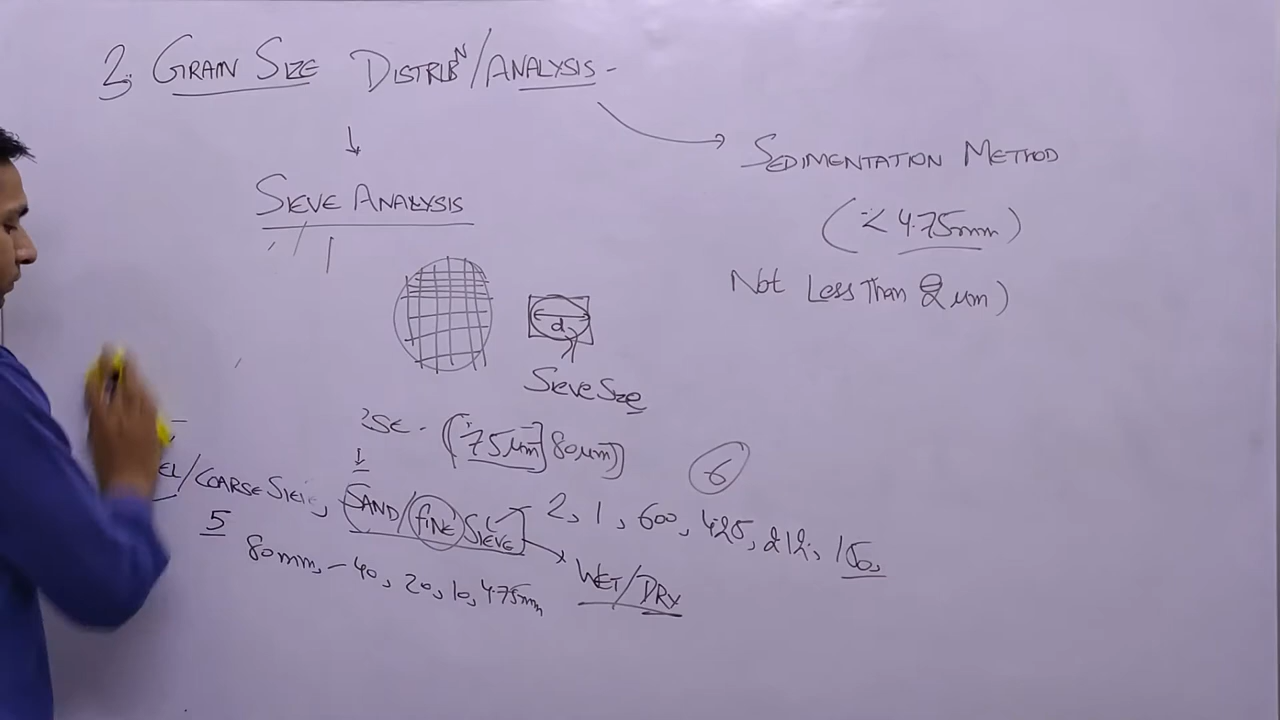 2. GRAIN SIZE DISTRIBᴺ/ANALYSIS -
SIEVE ANALYSIS
d
SIEVE SIZE
(75μm] 80μm)]
EL/COARSE SIEVE, SAND/FINE SIEVE
5
80mm, - 40, 20, 10, 4.75mm
6
2, 1, 600, 425, 212, 150,
WET/DRY
SEDIMENTATION METHOD
(< 4.75mm)
Not Less Than 2 μm)